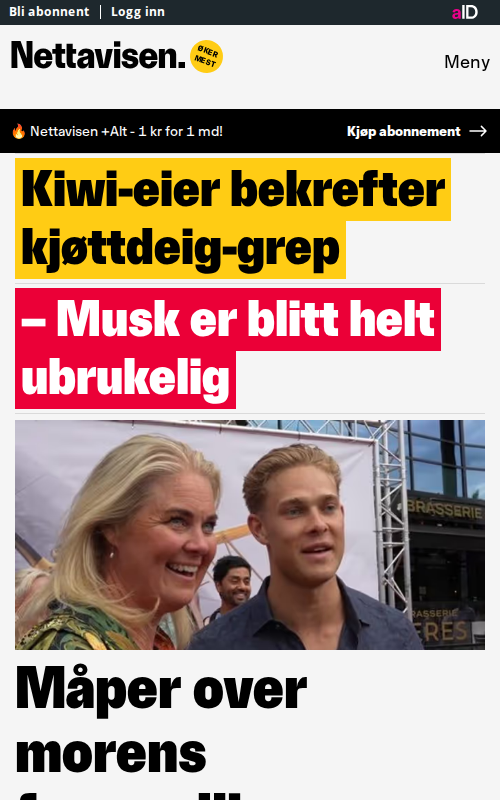 Bli abonnent | Logg inn
aID
Nettavisen.
ØKER MEST
Meny
🔥 Nettavisen +Alt - 1 kr for 1 md!
Kjøp abonnement →
Kiwi-eier bekrefter
kjøttdeig-grep
– Musk er blitt helt
ubrukelig
BRASSERIE
BRASSERIE
Måper over
morens